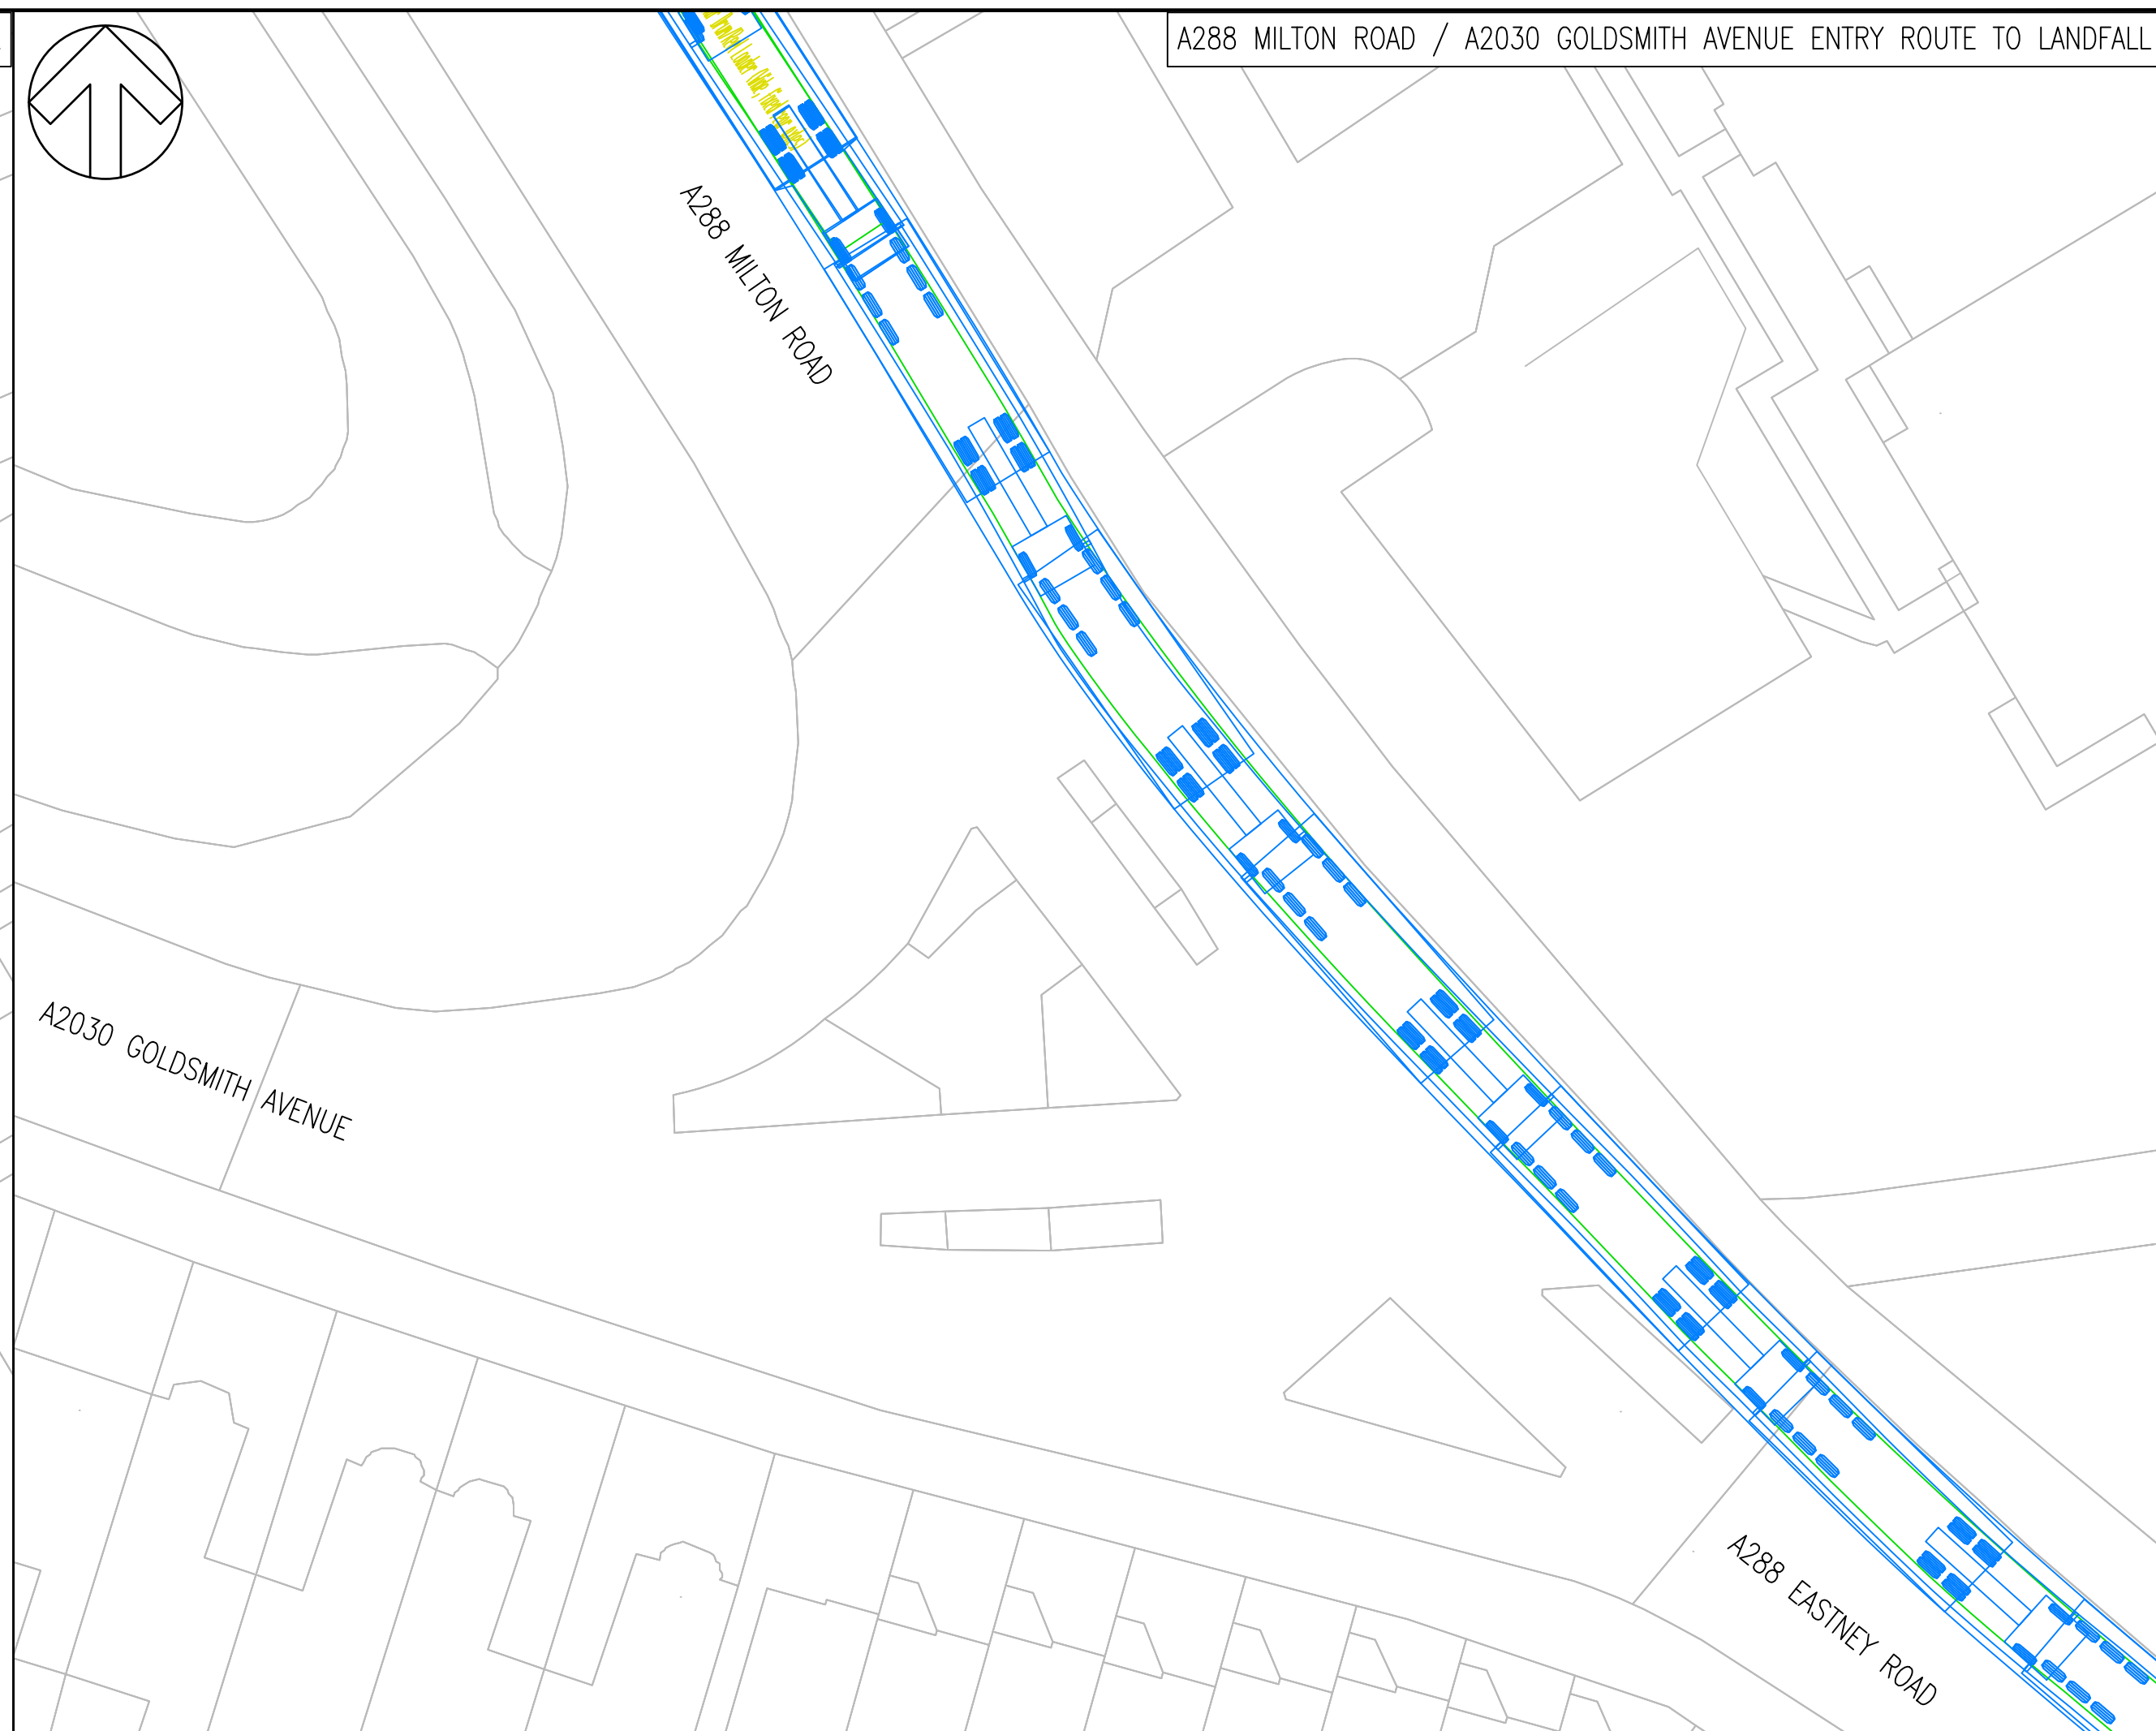 A288 MILTON ROAD / A2030 GOLDSMITH AVENUE ENTRY ROUTE TO LANDFALL
A288 MILTON ROAD
A2030 GOLDSMITH AVENUE
A288 EASTNEY ROAD